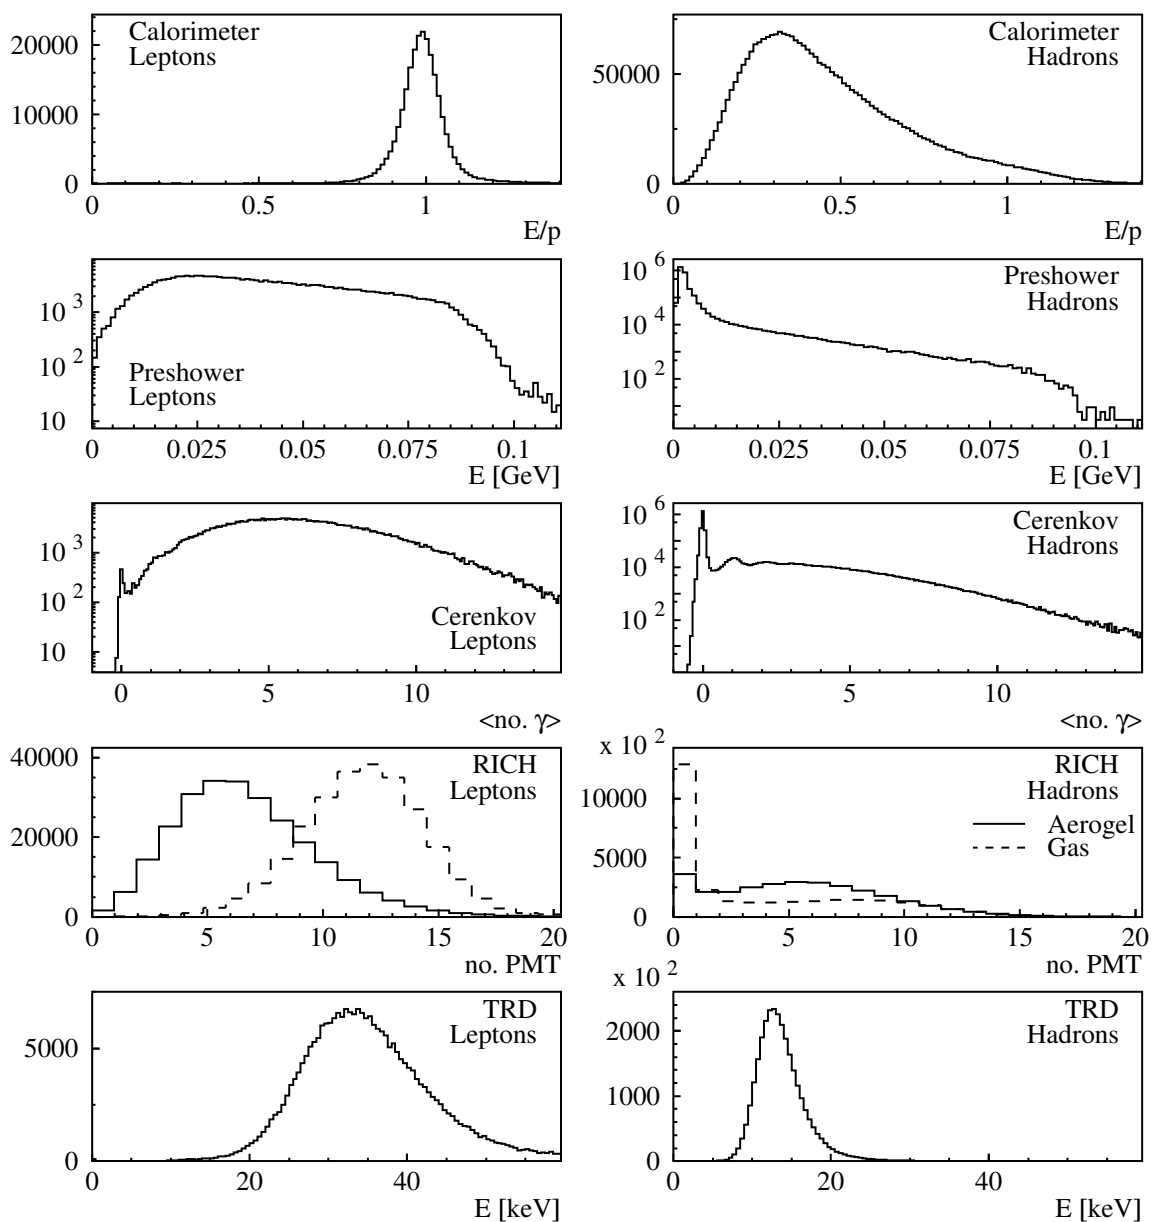 Calorimeter
Leptons
20000
10000
0
0
0.5
1
E/p
Calorimeter
Hadrons
50000
0
0
0.5
1
E/p
Preshower
Leptons
10 3
10 2
10
0
0.025
0.05
0.075
0.1
E [GeV]
Preshower
Hadrons
10 6
10 4
10 2
0
0.025
0.05
0.075
0.1
E [GeV]
Cerenkov
Leptons
10 3
10 2
10
0
5
10
<no. γ>
Cerenkov
Hadrons
10 6
10 4
10 2
0
5
10
<no. γ>
RICH
Leptons
40000
20000
0
0
5
10
15
20
no. PMT
x 10 2
RICH
Hadrons
Aerogel
Gas
10000
5000
0
0
5
10
15
20
no. PMT
TRD
Leptons
5000
0
0
20
40
E [keV]
x 10 2
TRD
Hadrons
2000
1000
0
0
20
40
E [keV]